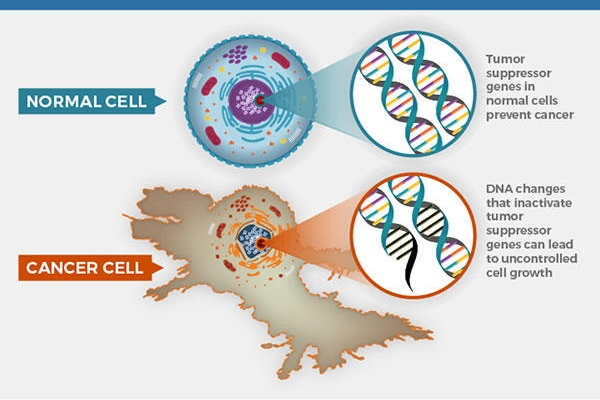 NORMAL CELL
Tumor
suppressor
genes in
normal cells
prevent cancer
CANCER CELL
DNA changes
that inactivate
tumor
suppressor
genes can lead
to uncontrolled
cell growth